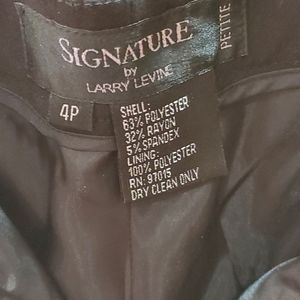 SIGNATURE
by
LARRY LEVINE
PETITE
4P
SHELL:
63% POLYESTER
32% RAYON
5% SPANDEX
LINING:
100% POLYESTER
RN: 97015
DRY CLEAN ONLY